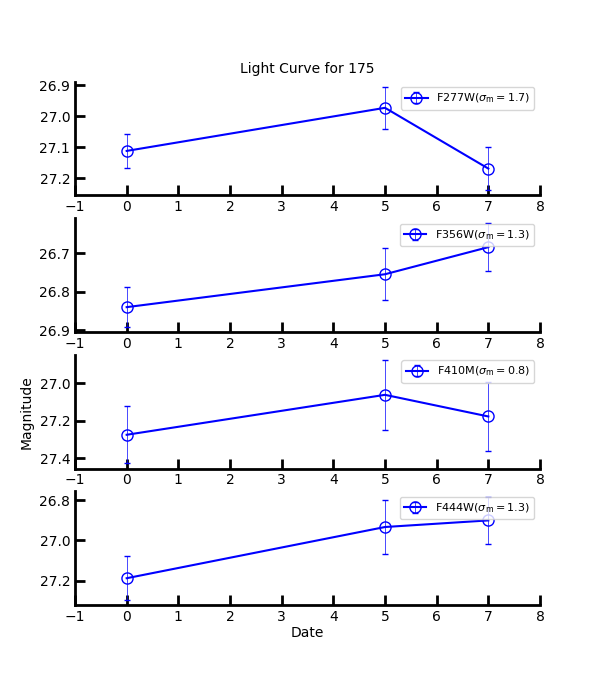 Light Curve for 175
F277W(σm = 1.7)
26.9
27.0
27.1
27.2
−1 0 1 2 3 4 5 6 7 8
F356W(σm = 1.3)
26.7
26.8
26.9
−1 0 1 2 3 4 5 6 7 8
F410M(σm = 0.8)
27.0
27.2
27.4
−1 0 1 2 3 4 5 6 7 8
Magnitude
F444W(σm = 1.3)
26.8
27.0
27.2
−1 0 1 2 3 4 5 6 7 8
Date